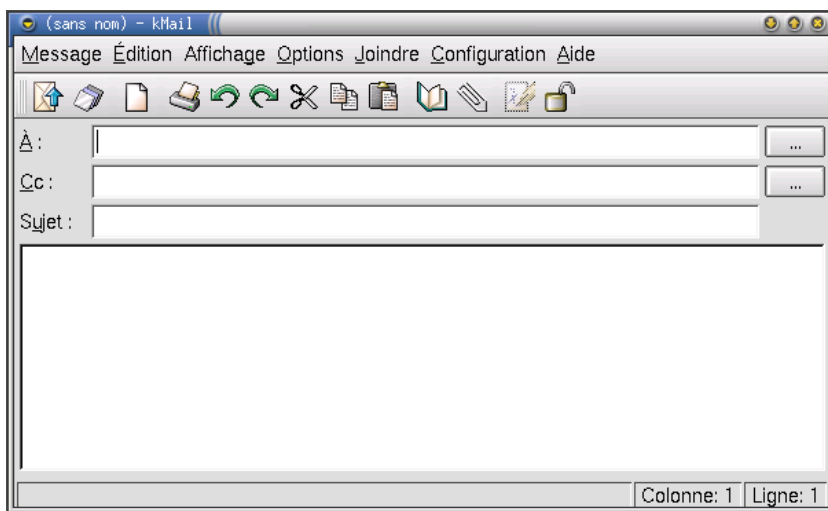 (sans nom) - kMail
Message Édition Affichage Options Joindre Configuration Aide
À :
...
Cc :
...
Sujet :
Colonne: 1 Ligne: 1